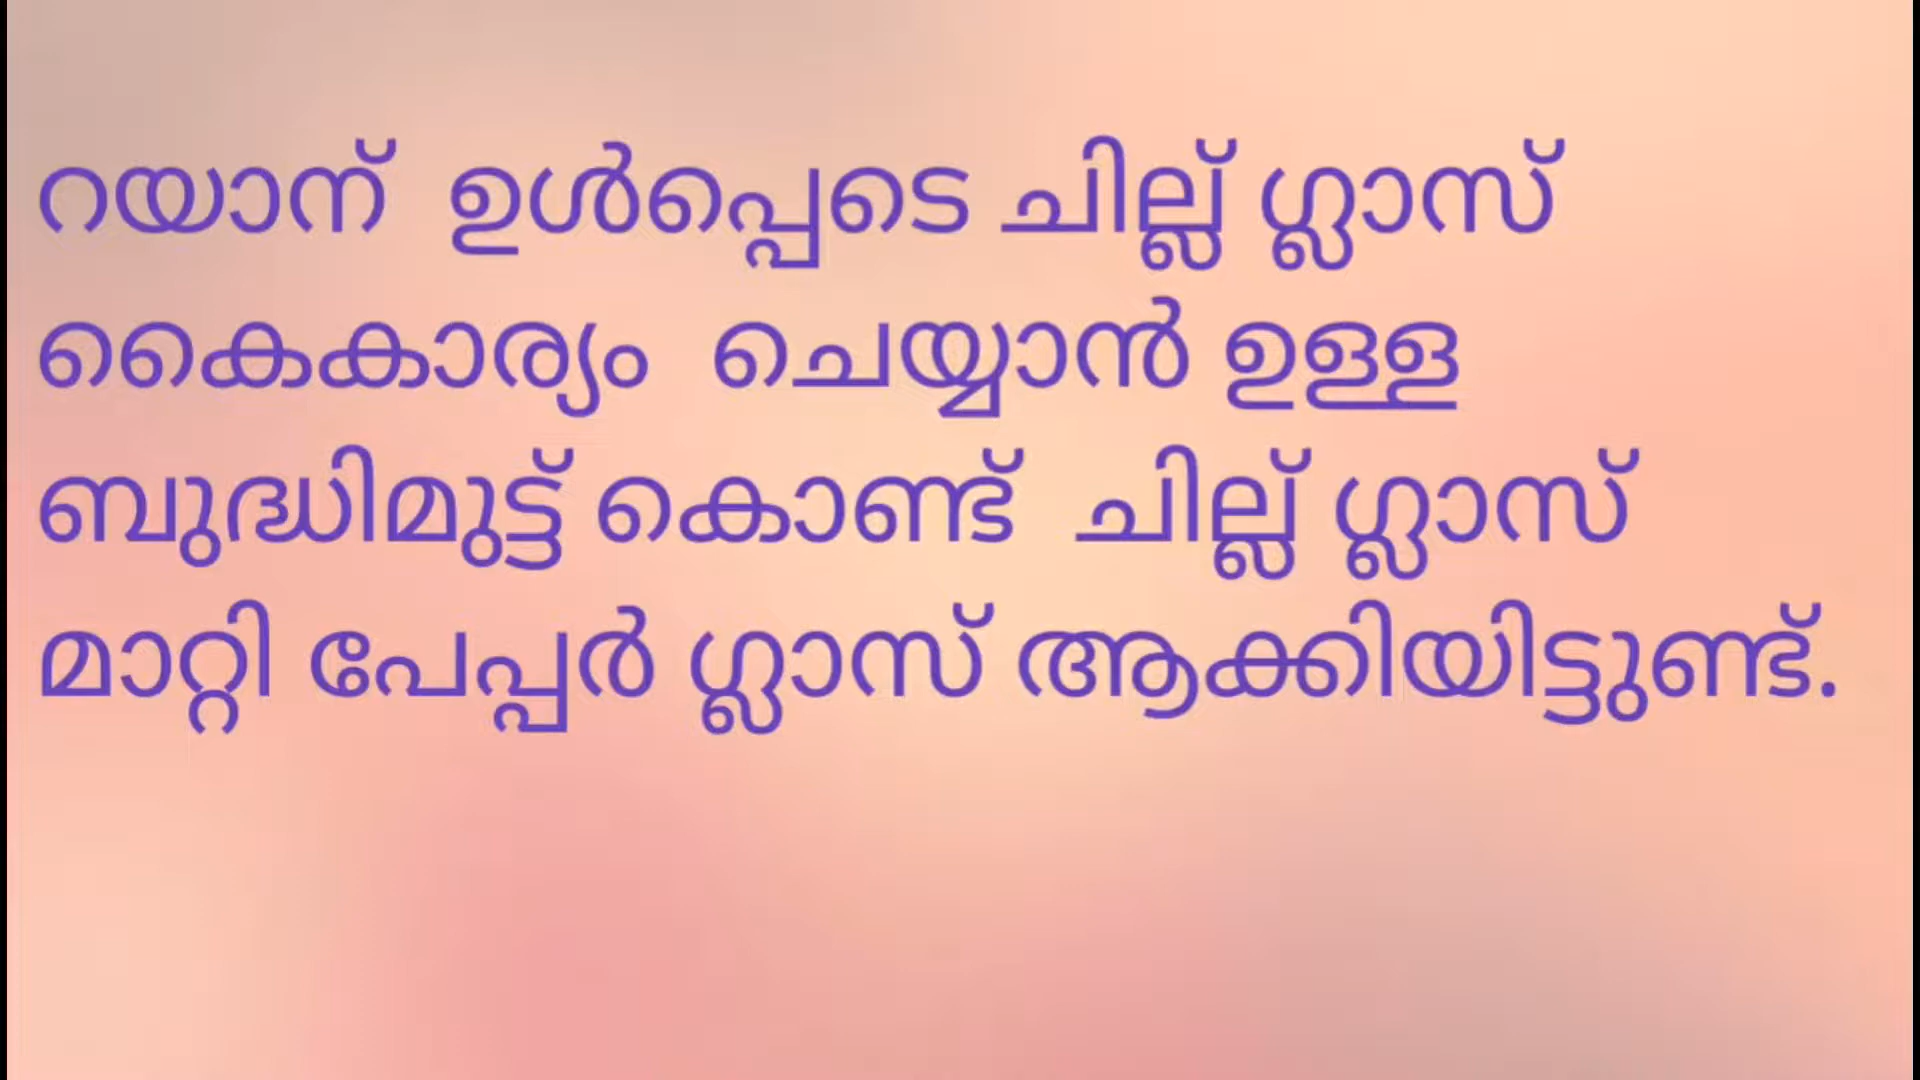 റയാന്  ഉൾപ്പെടെ ചില്ല് ഗ്ലാസ്
കൈകാര്യം  ചെയ്യാൻ ഉള്ള
ബുദ്ധിമുട്ട് കൊണ്ട്  ചില്ല് ഗ്ലാസ്
മാറ്റി പേപ്പർ ഗ്ലാസ് ആക്കിയിട്ടുണ്ട്.